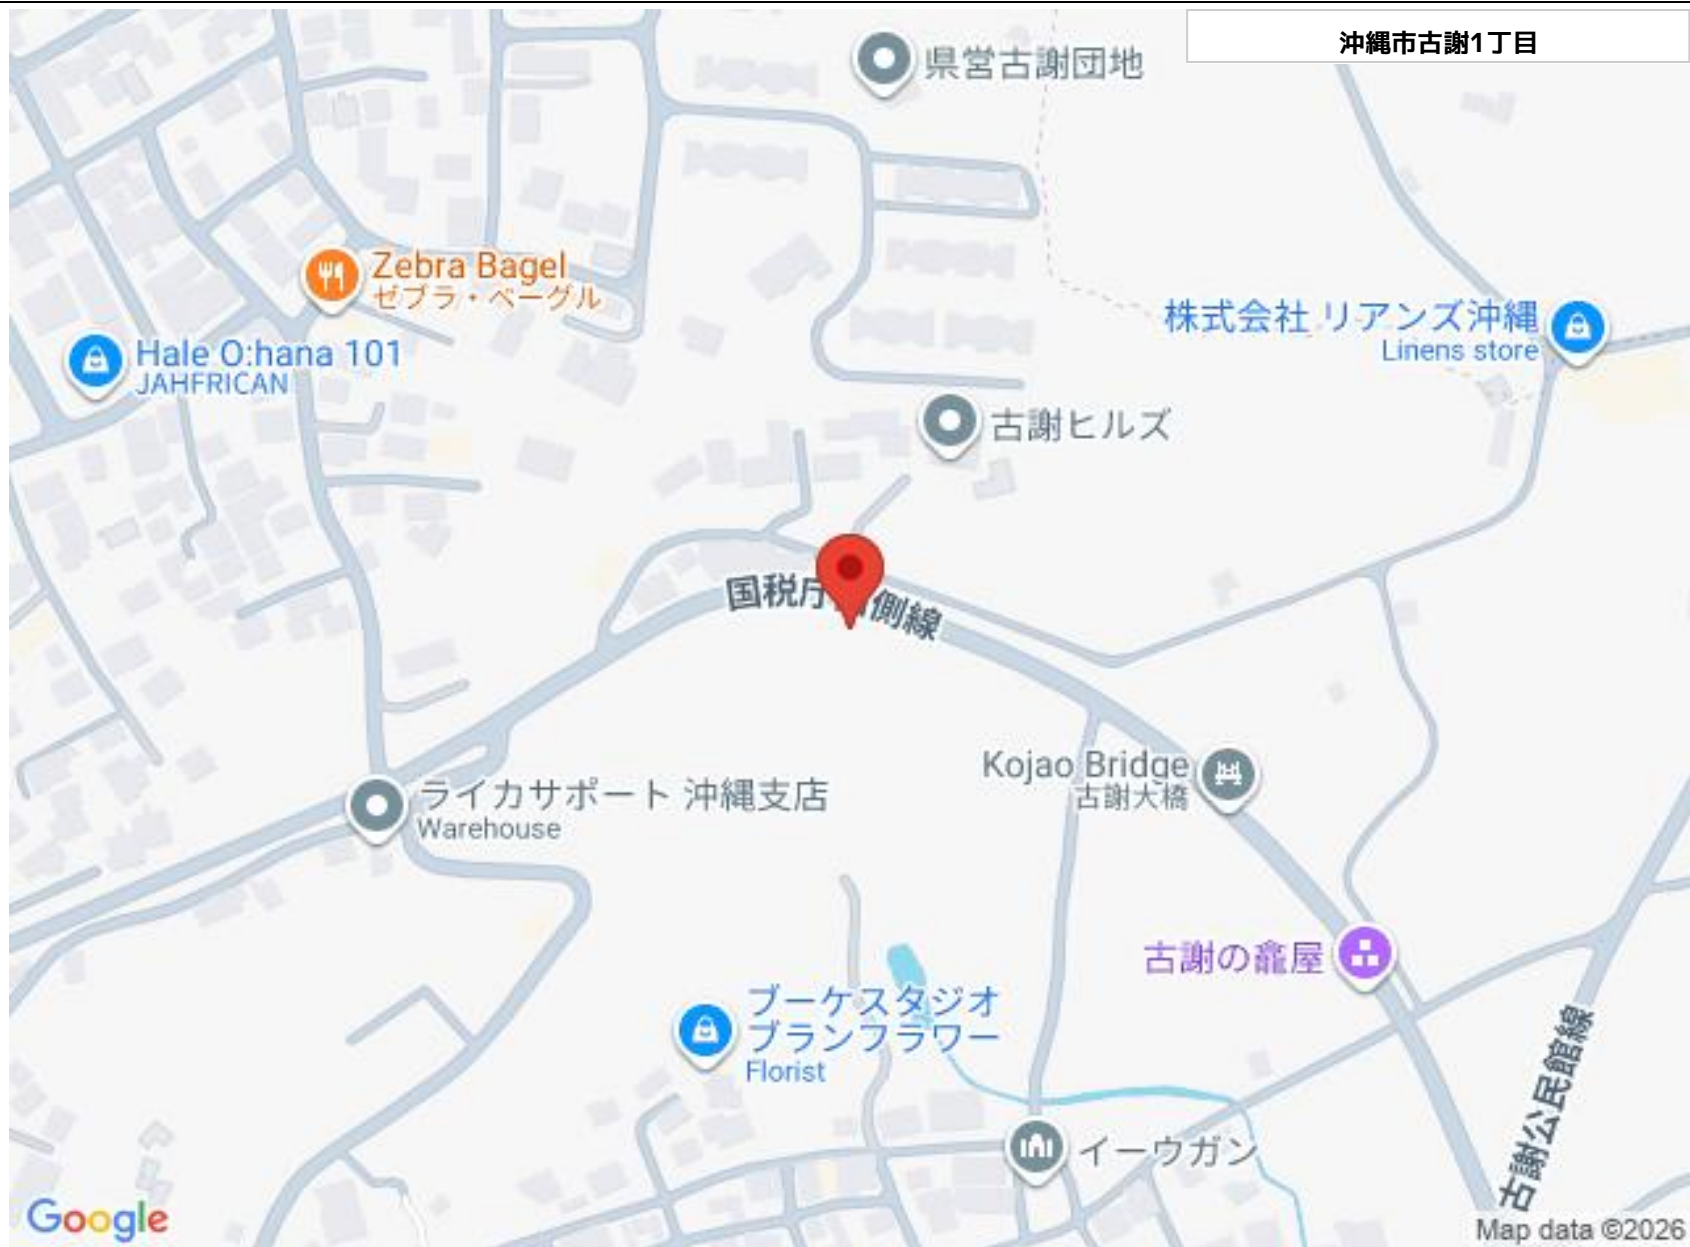 沖縄市古謝1丁目
県営古謝団地
Zebra Bagel
ゼブラ・ベーグル
株式会社 リアンズ沖縄
Linens store
Hale O:hana 101
JAHFRICAN
古謝ヒルズ
国税庁
側線
Kojao Bridge
古謝大橋
ライカサポート 沖縄支店
Warehouse
古謝の龕屋
ブーケスタジオ
ブランフラワー
Florist
古謝公民館線
イーウガン
Google
Map data ©2026